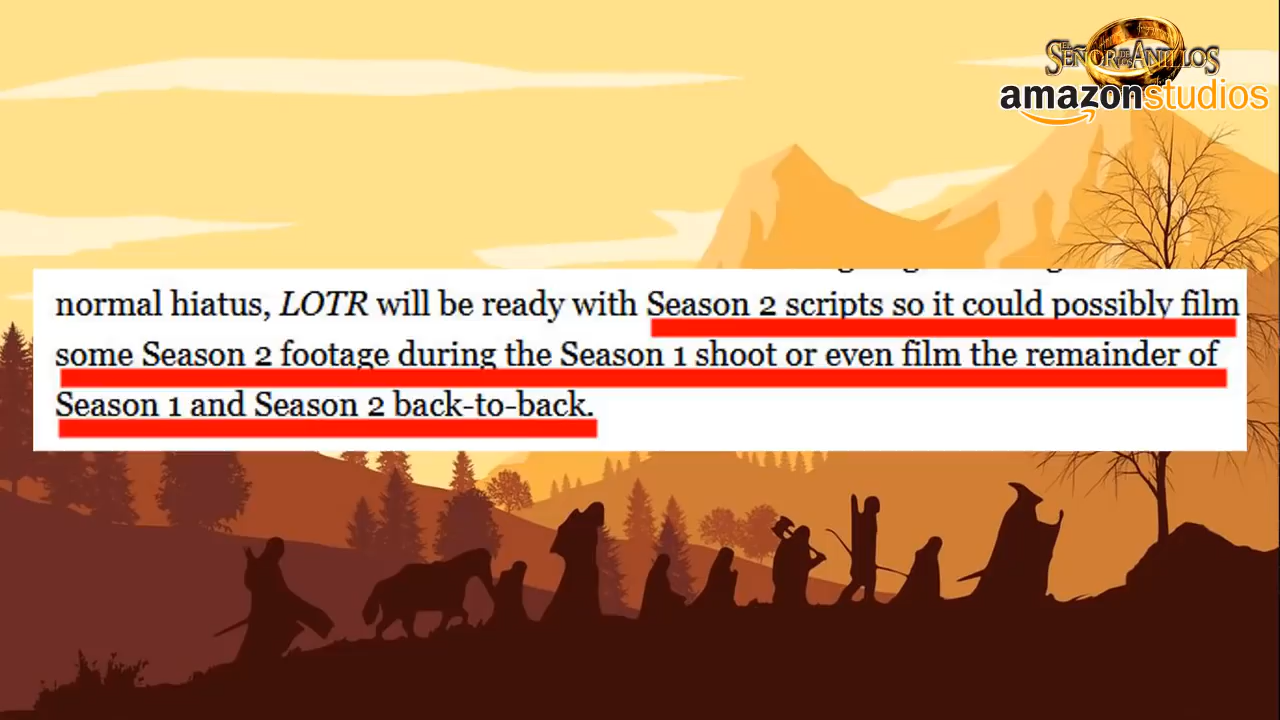 EL
SEÑOR DE LOS ANILLOS
amazonstudios
normal hiatus, LOTR will be ready with Season 2 scripts so it could possibly film
some Season 2 footage during the Season 1 shoot or even film the remainder of
Season 1 and Season 2 back-to-back.